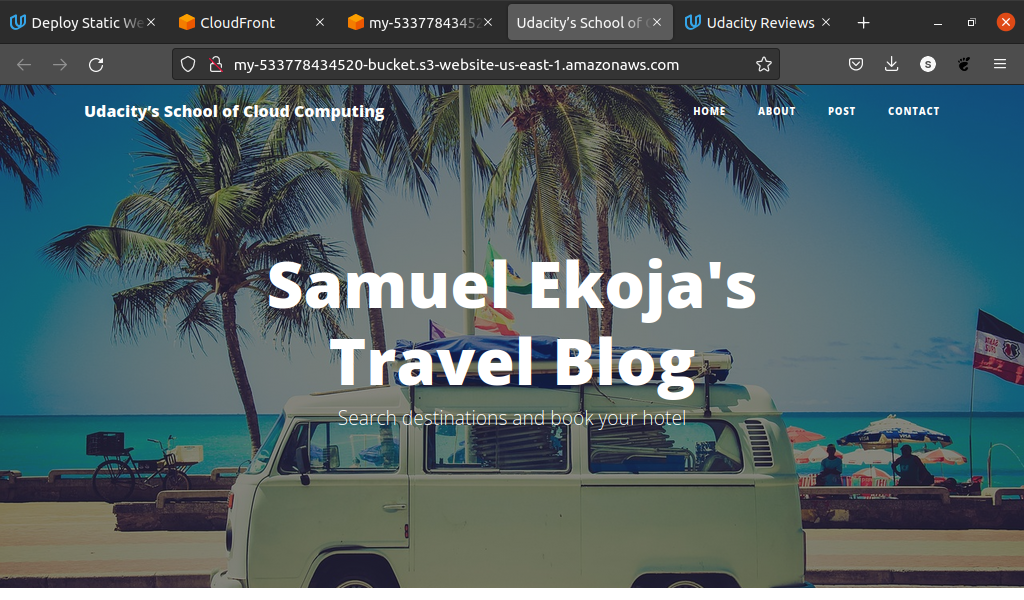 Deploy Static We
CloudFront
my-53377843452
Udacity’s School of C
Udacity Reviews
my-533778434520-bucket.s3-website-us-east-1.amazonaws.com
S
Udacity’s School of Cloud Computing
HOME
ABOUT
POST
CONTACT
Samuel Ekoja's
Travel Blog
Search destinations and book your hotel
VISA